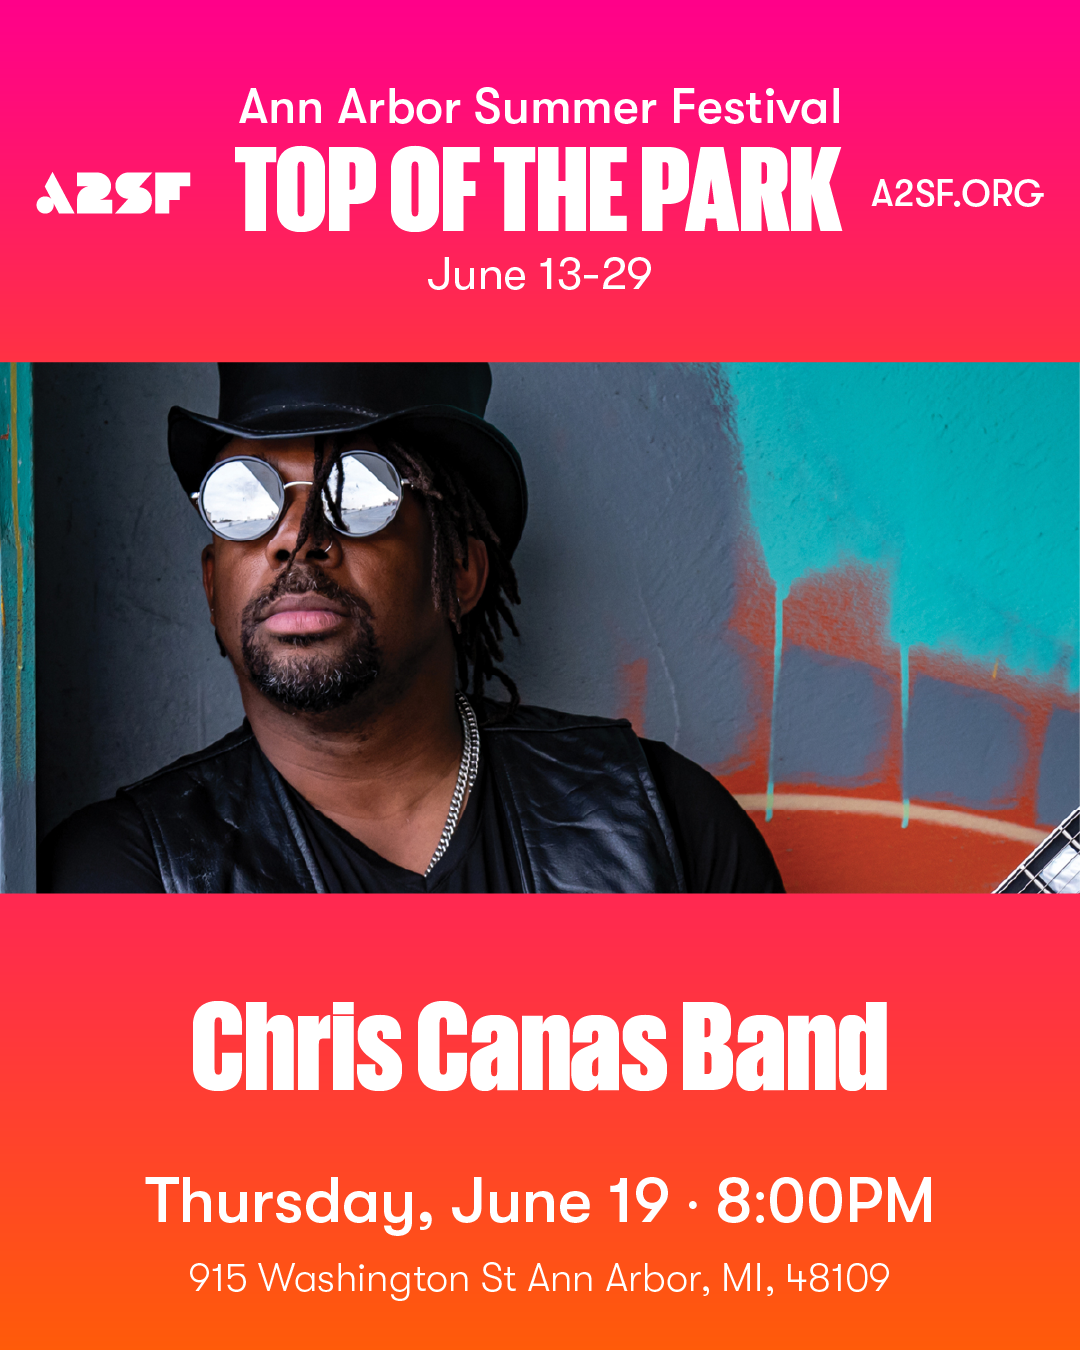 Ann Arbor Summer Festival
A2SF TOP OF THE PARK A2SF.ORG
June 13-29
Chris Canas Band
Thursday, June 19 · 8:00PM
915 Washington St Ann Arbor, MI, 48109